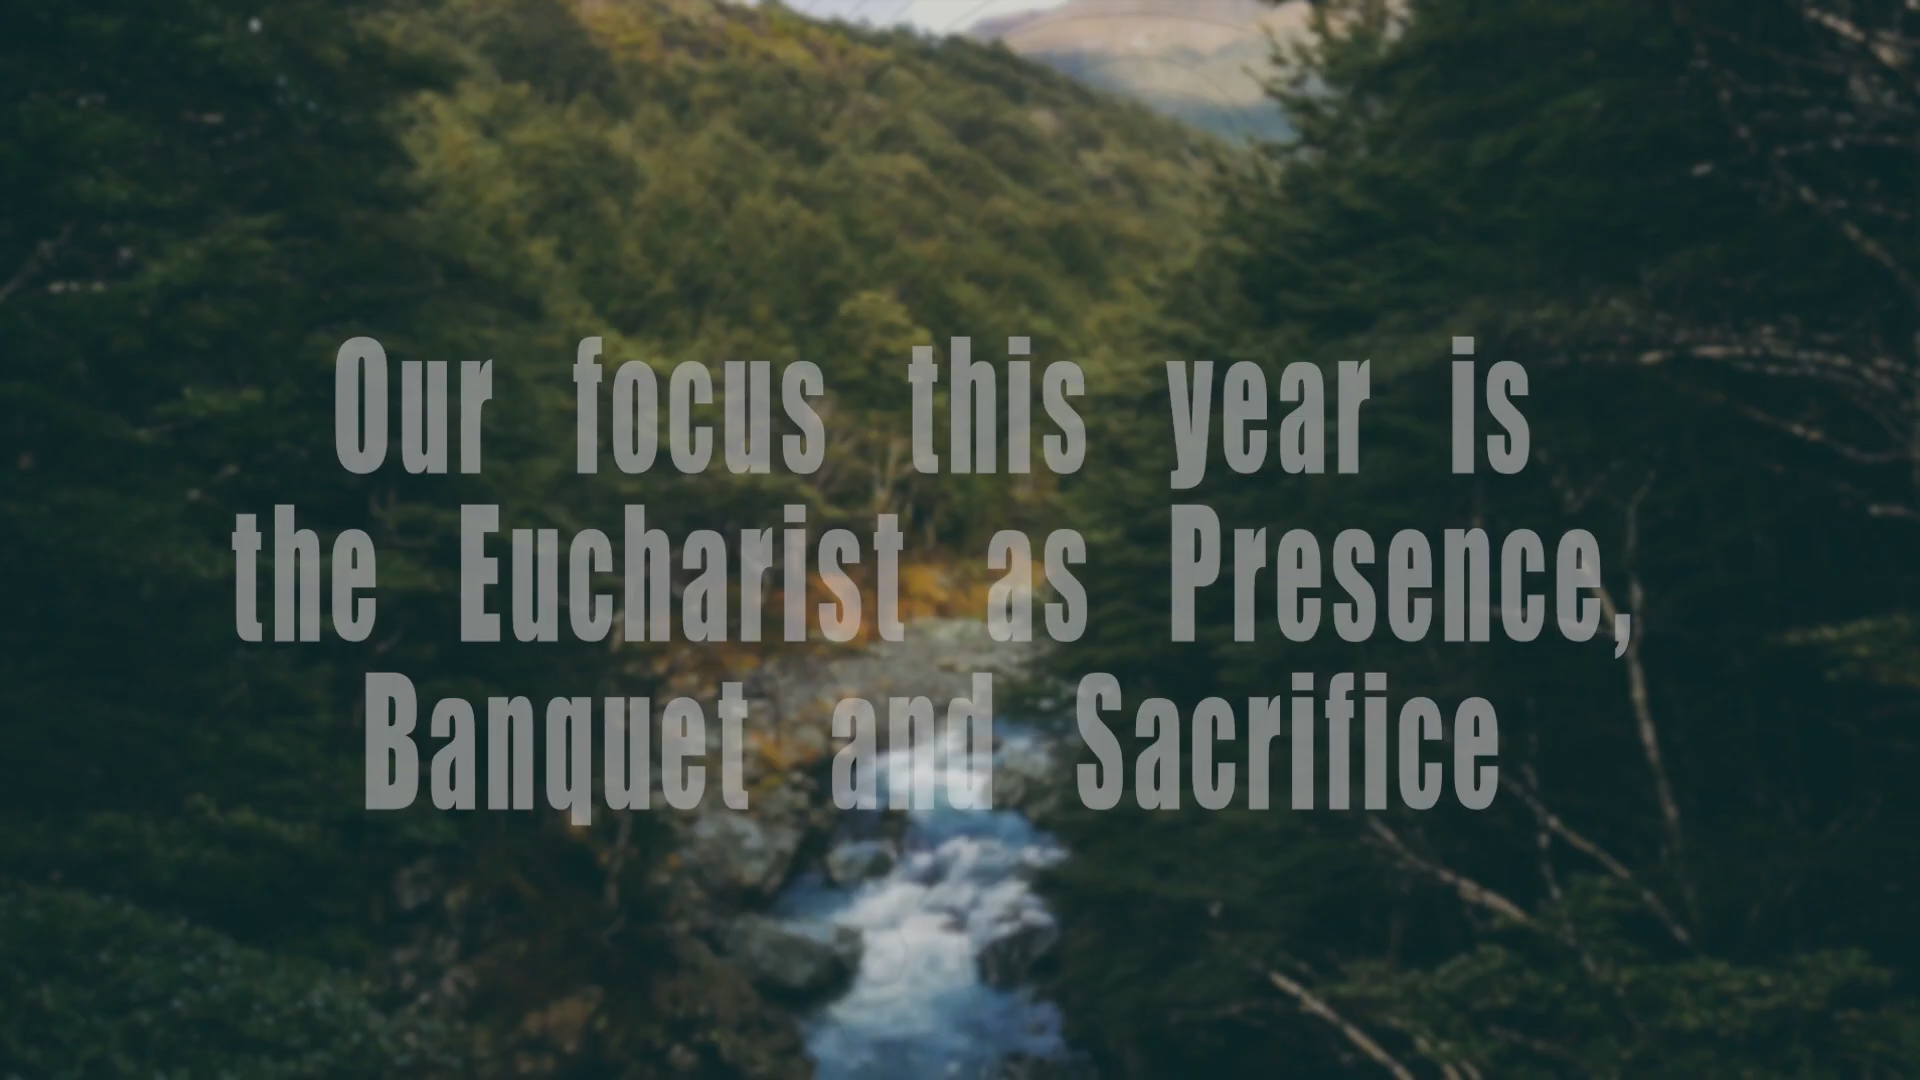 Our focus this year is
the Eucharist as Presence,
Banquet and Sacrifice